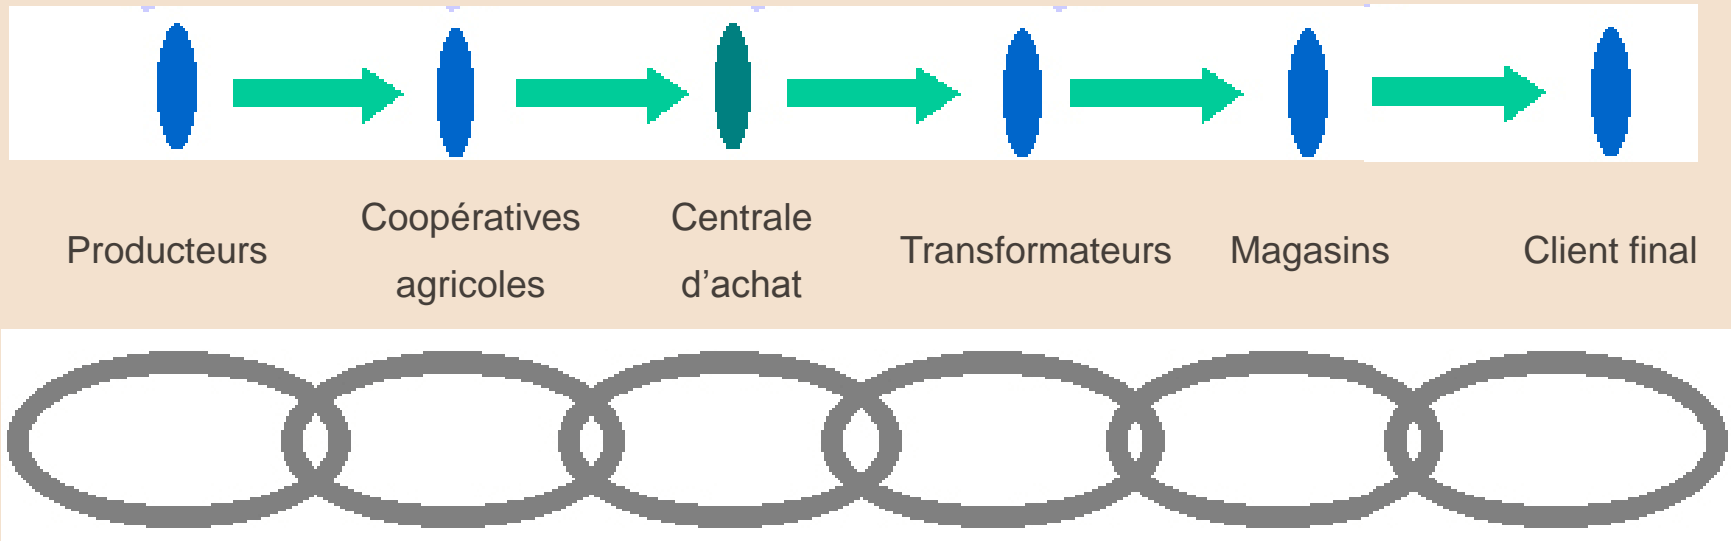 Producteurs
Coopératives
agricoles
Centrale
d’achat
Transformateurs
Magasins
Client final